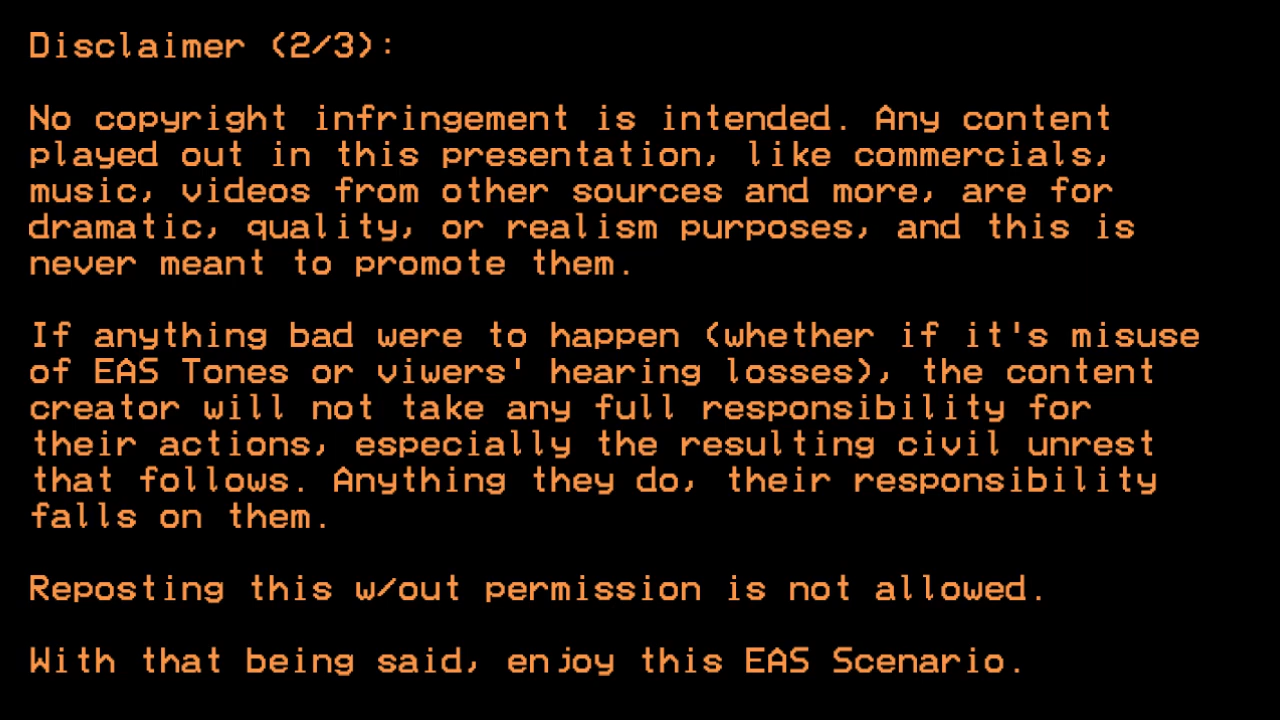 Disclaimer (2/3):
No copyright infringement is intended. Any content
played out in this presentation, like commercials,
music, videos from other sources and more, are for
dramatic, quality, or realism purposes, and this is
never meant to promote them.
If anything bad were to happen (whether if it's misuse
of EAS Tones or viwers' hearing losses), the content
creator will not take any full responsibility for
their actions, especially the resulting civil unrest
that follows. Anything they do, their responsibility
falls on them.
Reposting this w/out permission is not allowed.
With that being said, enjoy this EAS Scenario.